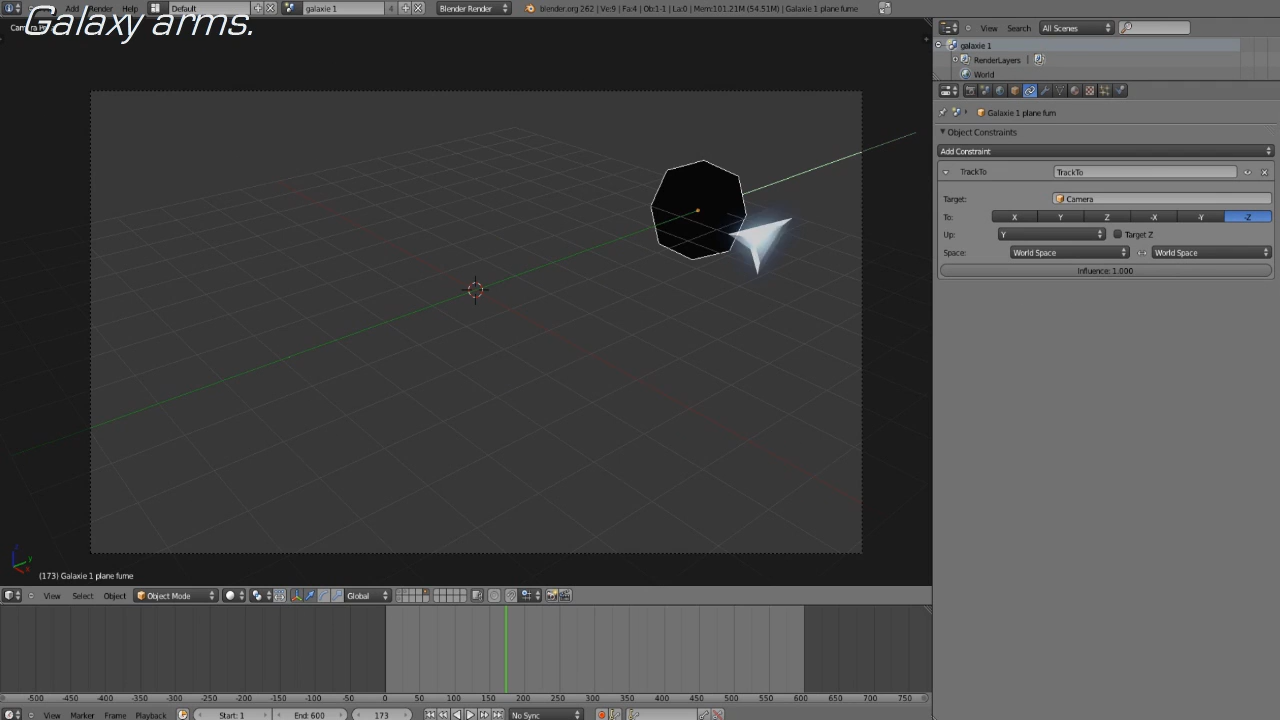 Galaxy arms.
Add Render Help Default galaxie 1 4 Blender Render blender.org 262 | Ve:9 | Fa:4 | Ob:1-1 | La:0 | Mem:101.21M (54.51M) | Galaxie 1 plane fume
View Search All Scenes
galaxie 1
RenderLayers |
World
Galaxie 1 plane fum
Object Constraints
Add Constraint
TrackTo TrackTo
Target: Camera
To: X Y Z -X -Y -Z
Up: Y Target Z
Space: World Space World Space
Influence: 1.000
(173) Galaxie 1 plane fume
View Select Object Object Mode Global
-500 -450 -400 -350 -300 -250 -200 -150 -100 -50 0 50 100 150 200 250 300 350 400 450 500 550 600 650 700 750
View Marker Frame Playback Start: 1 End: 600 173 No Sync